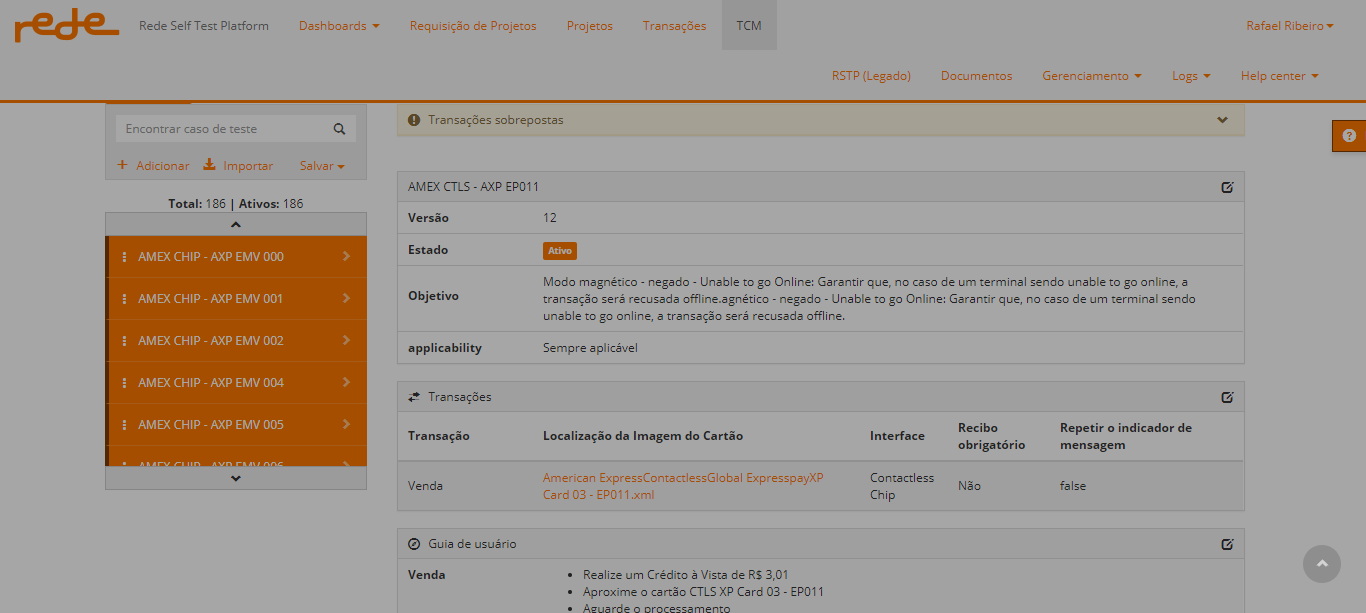 rede
Rede Self Test Platform
Dashboards
Requisição de Projetos
Projetos
Transações
TCM
Rafael Ribeiro
RSTP (Legado)
Documentos
Gerenciamento
Logs
Help center
Encontrar caso de teste
Adicionar
Importar
Salvar
Total: 186 | Ativos: 186
AMEX CHIP - AXP EMV 000
AMEX CHIP - AXP EMV 001
AMEX CHIP - AXP EMV 002
AMEX CHIP - AXP EMV 004
AMEX CHIP - AXP EMV 005
AMEX CHIP - AXP EMV 006
Transações sobrepostas
AMEX CTLS - AXP EP011
Versão
12
Estado
Ativo
Objetivo
Modo magnético - negado - Unable to go Online: Garantir que, no caso de um terminal sendo unable to go online, a
transação será recusada offline.agnético - negado - Unable to go Online: Garantir que, no caso de um terminal sendo
unable to go online, a transação será recusada offline.
applicability
Sempre aplicável
Transações
Transação
Localização da Imagem do Cartão
Interface
Recibo
obrigatório
Repetir o indicador de
mensagem
Venda
American ExpressContactlessGlobal ExpresspayXP
Card 03 - EP011.xml
Contactless
Chip
Não
false
Guia de usuário
Venda
Realize um Crédito à Vista de R$ 3,01
Aproxime o cartão CTLS XP Card 03 - EP011
Aguarde o processamento